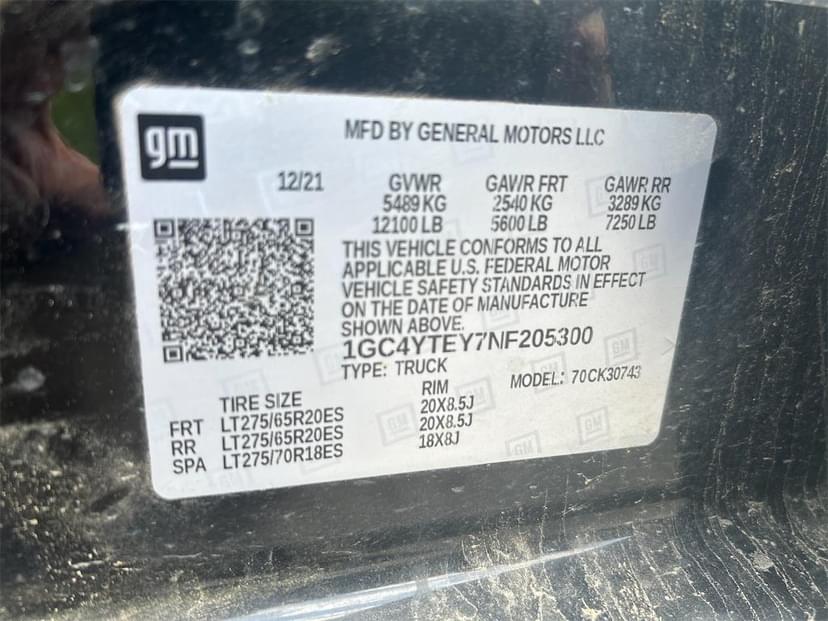 gm
MFD BY GENERAL MOTORS LLC
12/21 GVWR GAWR FRT GAWR RR
5489 KG 2540 KG 3289 KG
12100 LB 5600 LB 7250 LB
THIS VEHICLE CONFORMS TO ALL
APPLICABLE U.S. FEDERAL MOTOR
VEHICLE SAFETY STANDARDS IN EFFECT
ON THE DATE OF MANUFACTURE
SHOWN ABOVE.
1GC4YTEY7NF205300
TYPE: TRUCK MODEL: 70CK30743
TIRE SIZE RIM
FRT LT275/65R20ES 20X8.5J
RR LT275/65R20ES 20X8.5J
SPA LT275/70R18ES 18X8J